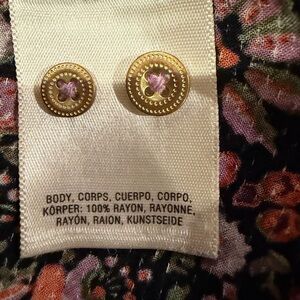 BODY, CORPS, CUERPO, CORPO,
KÖRPER: 100% RAYON, RAYONNE,
RAYÓN, RAION, KUNSTSEIDE